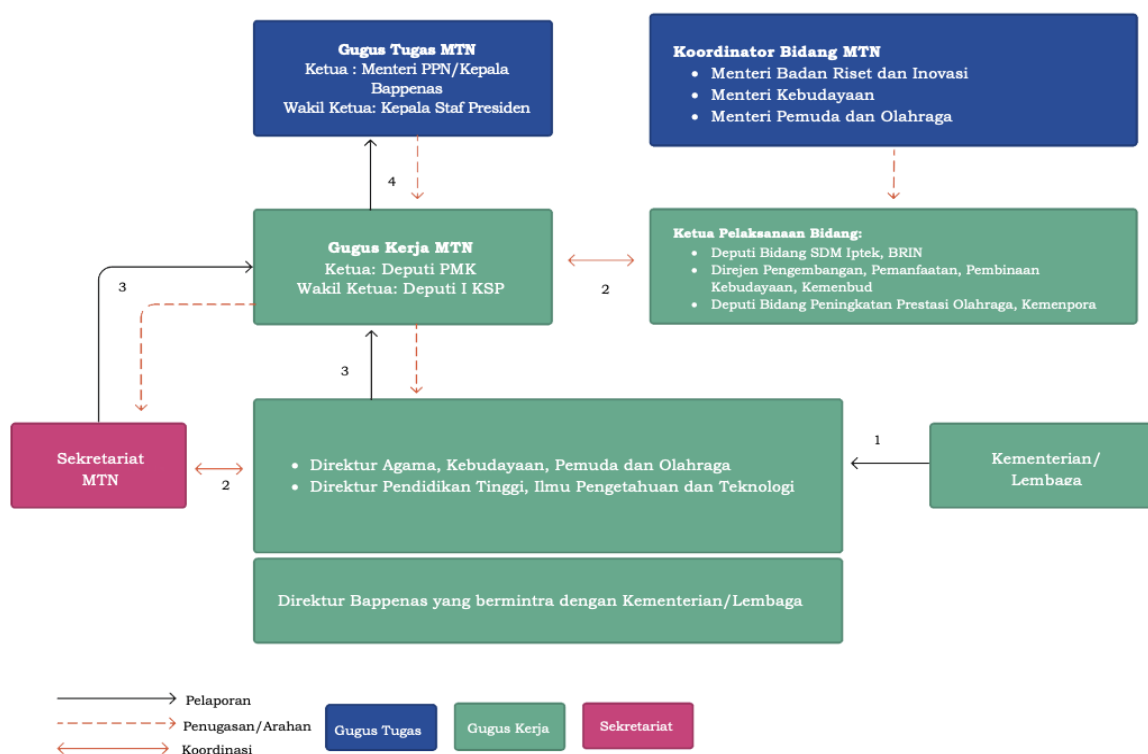 Gugus Tugas MTN
Ketua : Menteri PPN/Kepala
Bappenas
Wakil Ketua: Kepala Staf Presiden
Koordinator Bidang MTN
• Menteri Badan Riset dan Inovasi
• Menteri Kebudayaan
• Menteri Pemuda dan Olahraga
4
Gugus Kerja MTN
Ketua: Deputi PMK
Wakil Ketua: Deputi I KSP
2
Ketua Pelaksanaan Bidang:
• Deputi Bidang SDM Iptek, BRIN
• Direjen Pengembangan, Pemanfaatan, Pembinaan
Kebudayaan, Kemenbud
• Deputi Bidang Peningkatan Prestasi Olahraga, Kemenpora
3
3
Sekretariat
MTN
2
• Direktur Agama, Kebudayaan, Pemuda dan Olahraga
• Direktur Pendidikan Tinggi, Ilmu Pengetahuan dan Teknologi
1
Kementerian/
Lembaga
Direktur Bappenas yang bermintra dengan Kementerian/Lembaga
Pelaporan
Penugasan/Arahan
Koordinasi
Gugus Tugas
Gugus Kerja
Sekretariat